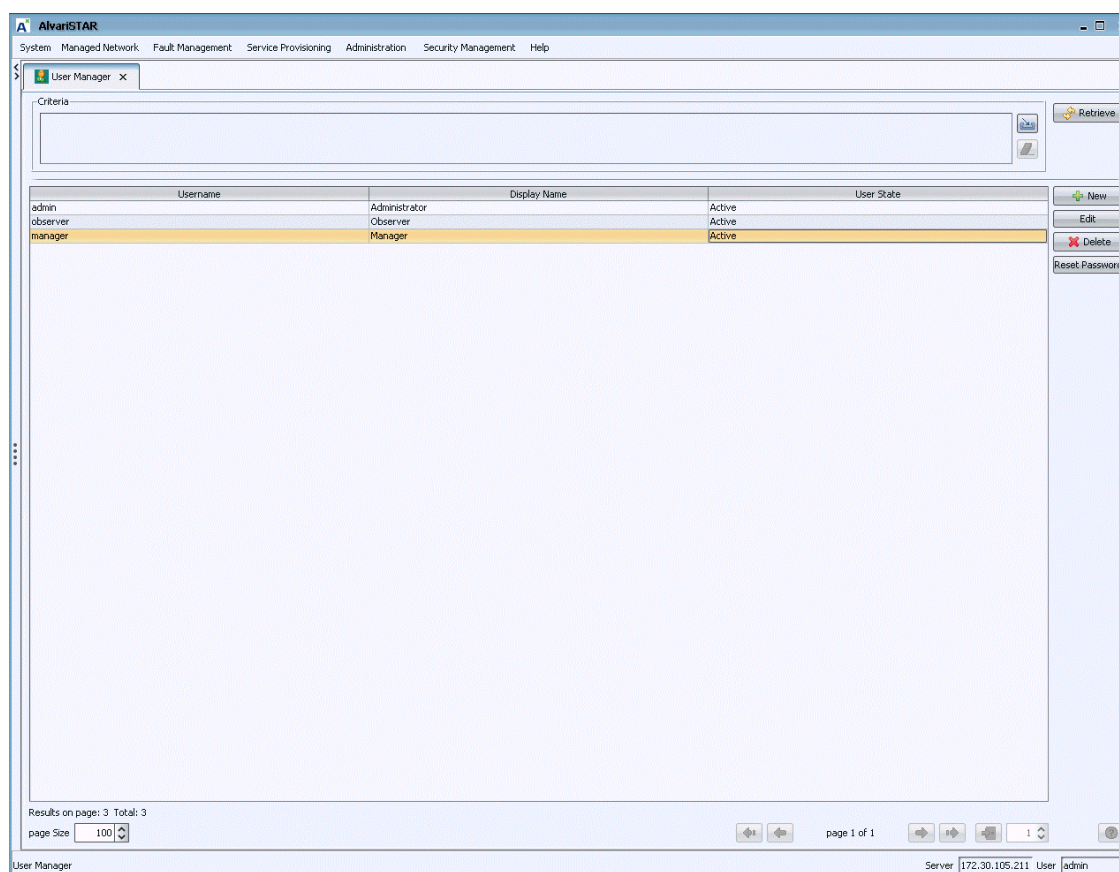 AlvariSTAR
System Managed Network Fault Management Service Provisioning Administration Security Management Help
User Manager
Criteria
Retrieve
Username Display Name User State
New
admin Administrator Active
observer Observer Active
Edit
manager Manager Active
Delete
Reset Password
Results on page: 3 Total: 3
page Size 100
page 1 of 1
1
User Manager
Server 172.30.105.211 User admin